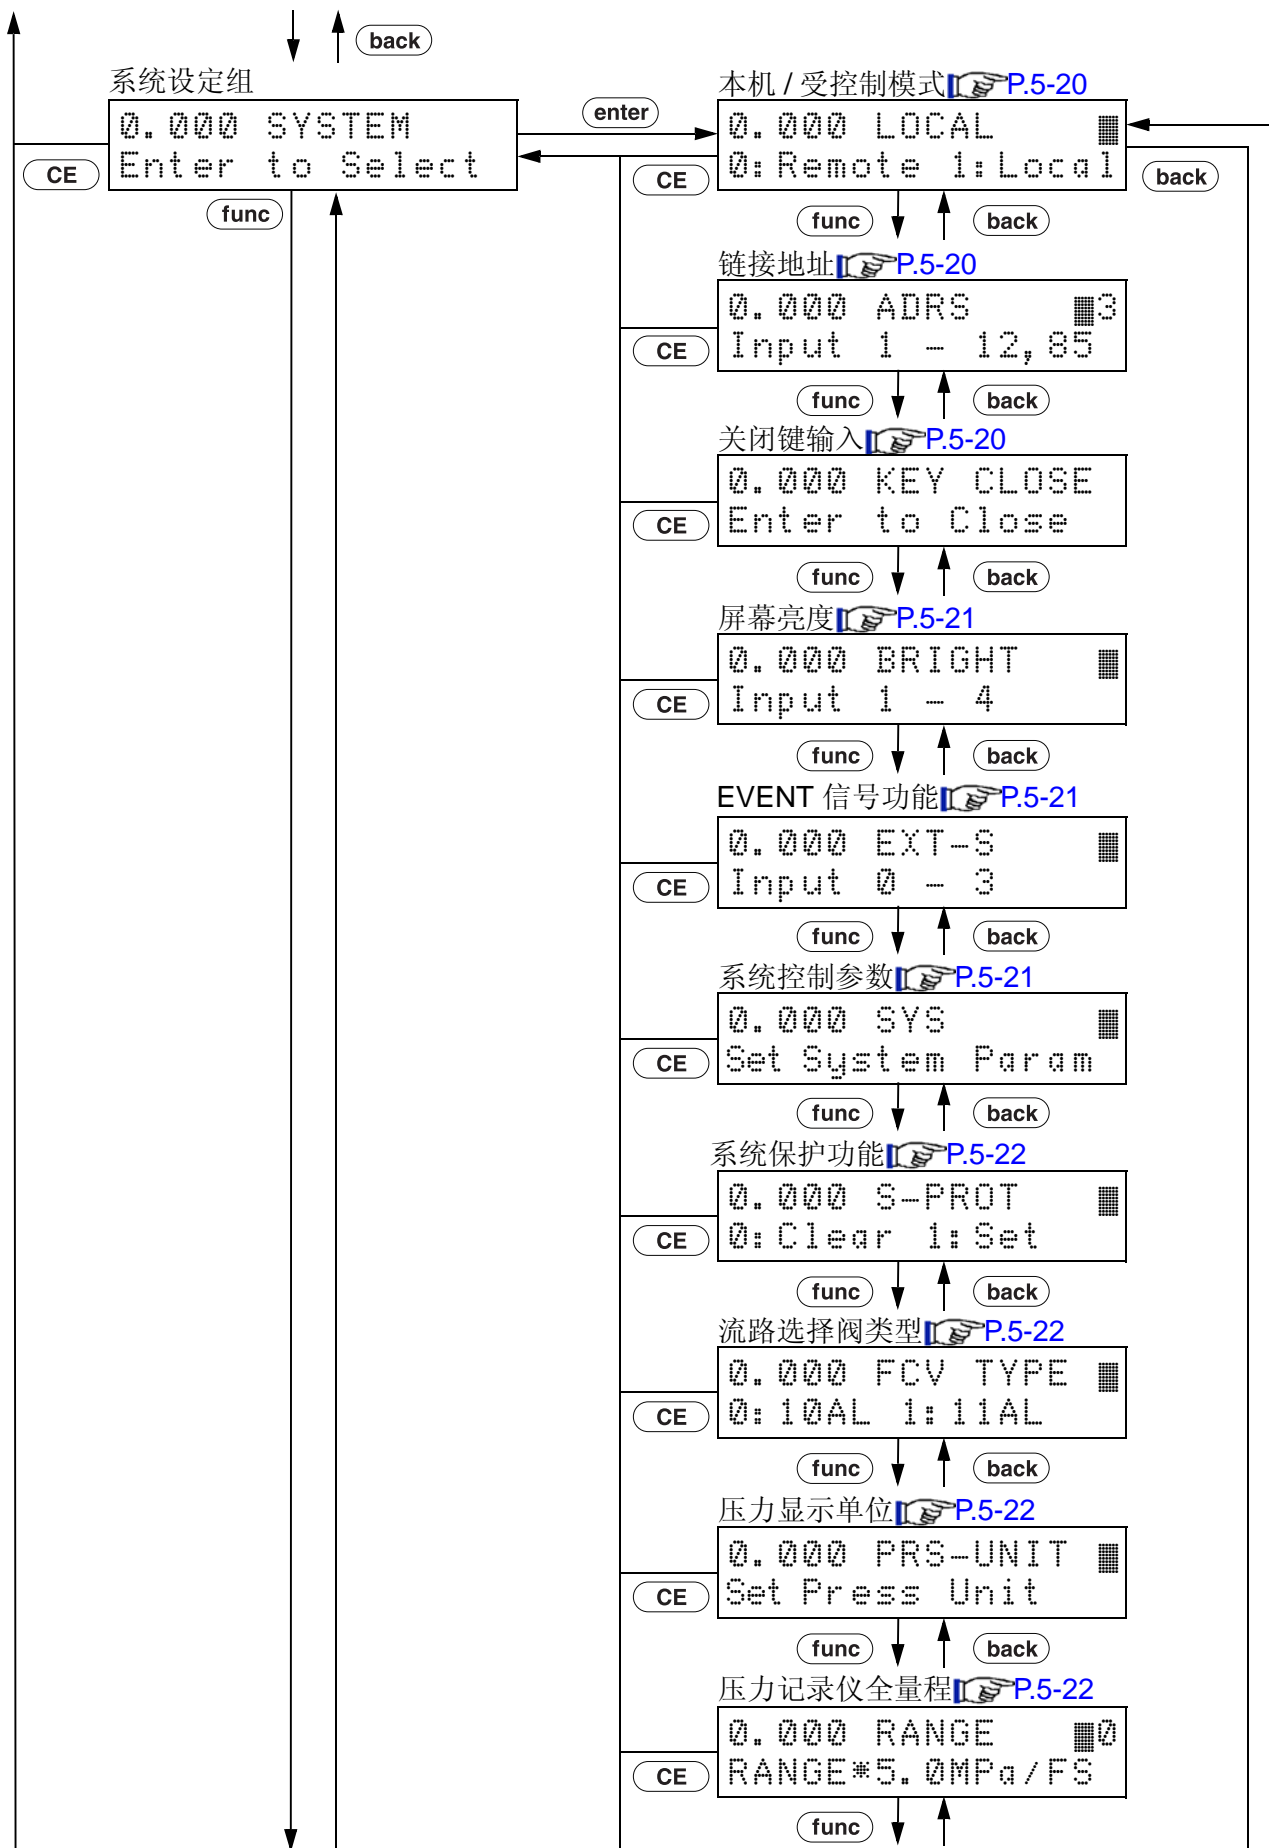 back
系统设定组
0.000 SYSTEM
Enter to Select
CE
func
enter
本机 / 受控制模式 P.5-20
0.000 LOCAL
0:Remote 1:Local
CE
back
func
back
链接地址 P.5-20
0.000 ADRS 3
Input 1 - 12,85
CE
func
back
关闭键输入 P.5-20
0.000 KEY CLOSE
Enter to Close
CE
func
back
屏幕亮度 P.5-21
0.000 BRIGHT
Input 1 - 4
CE
func
back
EVENT 信号功能 P.5-21
0.000 EXT-S
Input 0 - 3
CE
func
back
系统控制参数 P.5-21
0.000 SYS
Set System Param
CE
func
back
系统保护功能 P.5-22
0.000 S-PROT
0:Clear 1:Set
CE
func
back
流路选择阀类型 P.5-22
0.000 FCV TYPE
0:10AL 1:11AL
CE
func
back
压力显示单位 P.5-22
0.000 PRS-UNIT
Set Press Unit
CE
func
back
压力记录仪全量程 P.5-22
0.000 RANGE 0
RANGE*5.0MPa/FS
CE
func